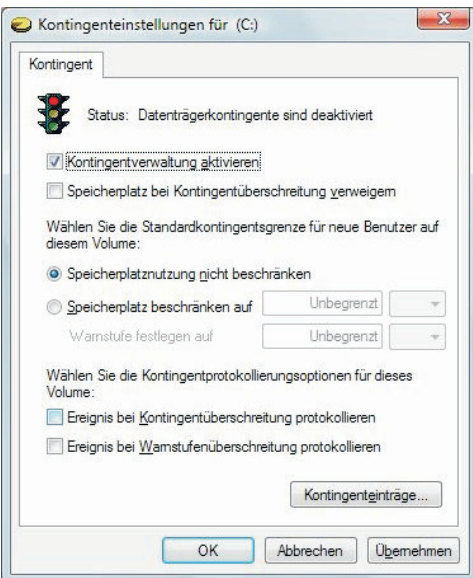 Kontingenteinstellungen für (C:)
Kontingent
Status: Datenträgerkontingente sind deaktiviert
Kontingentverwaltung aktivieren
Speicherplatz bei Kontingentüberschreitung verweigern
Wählen Sie die Standardkontingentsgrenze für neue Benutzer auf
diesem Volume:
Speicherplatznutzung nicht beschränken
Speicherplatz beschränken auf Unbegrenzt
Warnstufe festlegen auf Unbegrenzt
Wählen Sie die Kontingentprotokollierungsoptionen für dieses
Volume:
Ereignis bei Kontingentüberschreitung protokollieren
Ereignis bei Warnstufenüberschreitung protokollieren
Kontingenteinträge...
OK Abbrechen Übernehmen